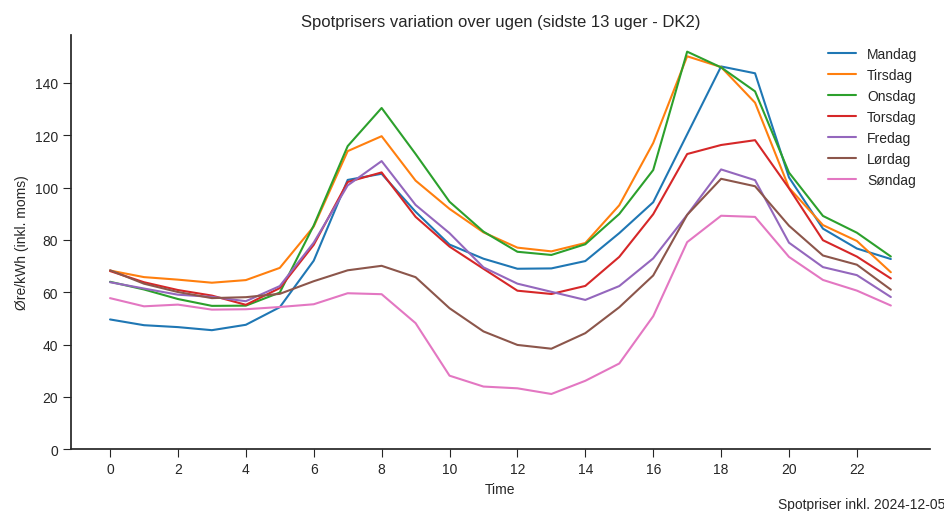 Spotprisers variation over ugen (sidste 13 uger - DK2)
Øre/kWh (inkl. moms)
140
120
100
80
60
40
20
0
0 2 4 6 8 10 12 14 16 18 20 22
Time
Mandag
Tirsdag
Onsdag
Torsdag
Fredag
Lørdag
Søndag
Spotpriser inkl. 2024-12-05